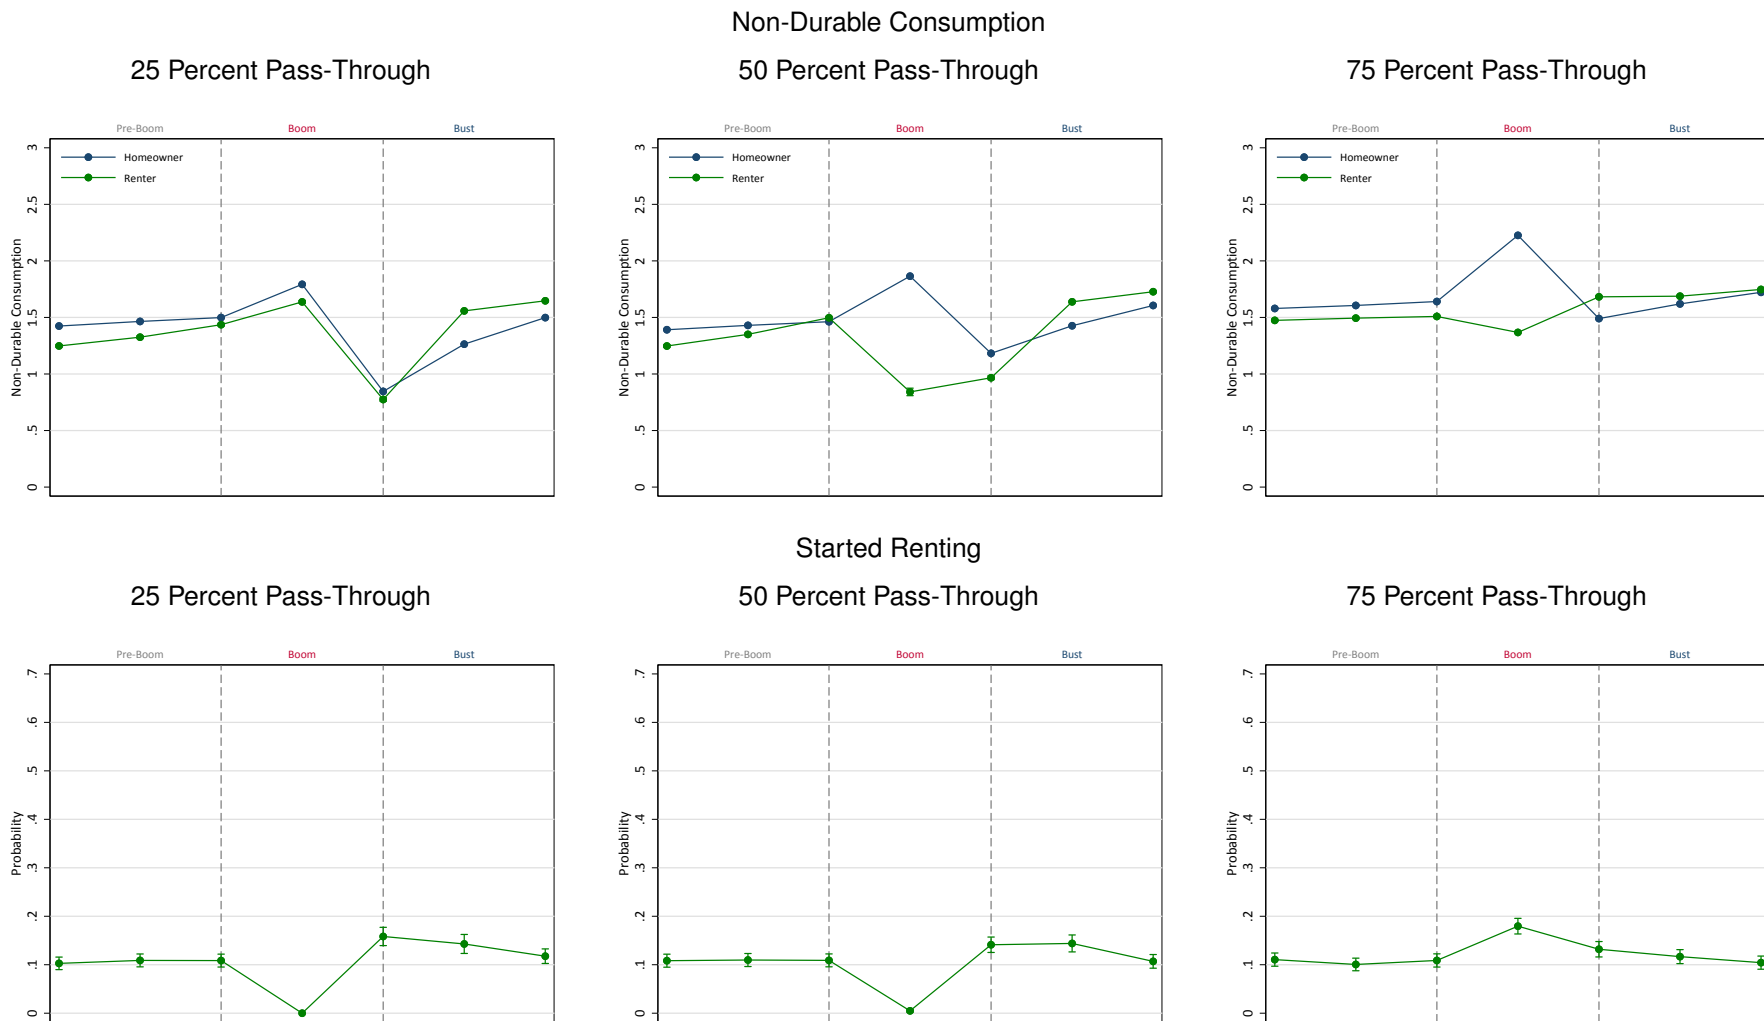 Non-Durable Consumption
25 Percent Pass-Through
50 Percent Pass-Through
75 Percent Pass-Through
Pre-Boom Boom Bust
Homeowner
Renter
Non-Durable Consumption
0 .5 1 1.5 2 2.5 3
Pre-Boom Boom Bust
Homeowner
Renter
Non-Durable Consumption
0 .5 1 1.5 2 2.5 3
Pre-Boom Boom Bust
Homeowner
Renter
Non-Durable Consumption
0 .5 1 1.5 2 2.5 3
Started Renting
25 Percent Pass-Through
50 Percent Pass-Through
75 Percent Pass-Through
Pre-Boom Boom Bust
Probability
0 .1 .2 .3 .4 .5 .6 .7
Pre-Boom Boom Bust
Probability
0 .1 .2 .3 .4 .5 .6 .7
Pre-Boom Boom Bust
Probability
0 .1 .2 .3 .4 .5 .6 .7